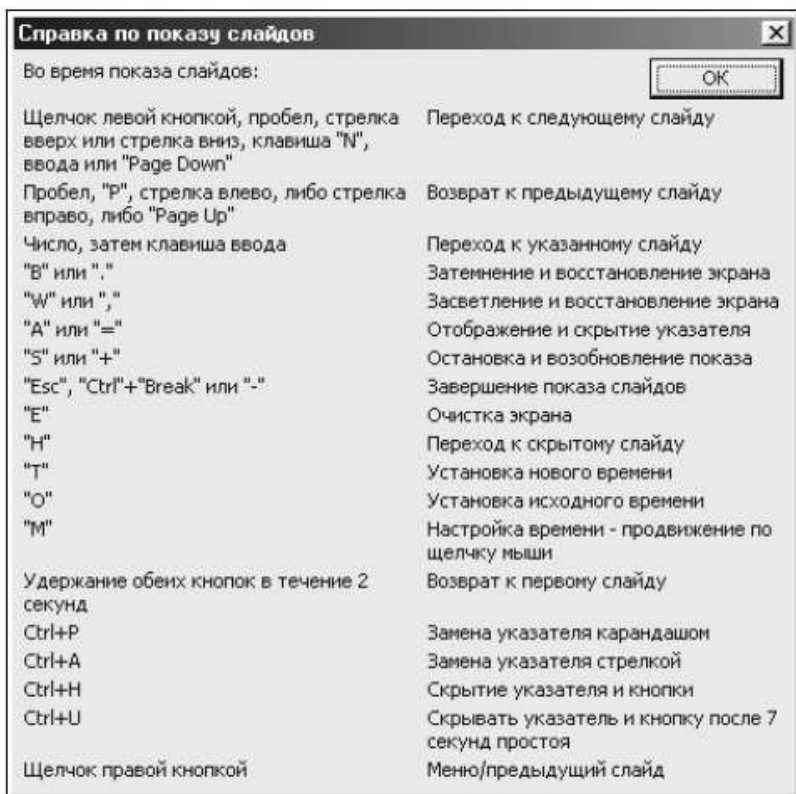 Справка по показу слайдов
Во время показа слайдов:
OK
Щелчок левой кнопкой, пробел, стрелка Переход к следующему слайду
вверх или стрелка вниз, клавиша "N",
ввода или "Page Down"
Пробел, "P", стрелка влево, либо стрелка Возврат к предыдущему слайду
вправо, либо "Page Up"
Число, затем клавиша ввода Переход к указанному слайду
"B" или "." Затемнение и восстановление экрана
"W" или "," Засветление и восстановление экрана
"A" или "=" Отображение и скрытие указателя
"S" или "+" Остановка и возобновление показа
"Esc", "Ctrl"+"Break" или "-" Завершение показа слайдов
"E" Очистка экрана
"H" Переход к скрытому слайду
"T" Установка нового времени
"O" Установка исходного времени
"M" Настройка времени - продвижение по
щелчку мыши
Удержание обеих кнопок в течение 2 Возврат к первому слайду
секунд
Ctrl+P Замена указателя карандашом
Ctrl+A Замена указателя стрелкой
Ctrl+H Скрытие указателя и кнопки
Ctrl+U Скрывать указатель и кнопку после 7
секунд простоя
Щелчок правой кнопкой Меню/предыдущий слайд